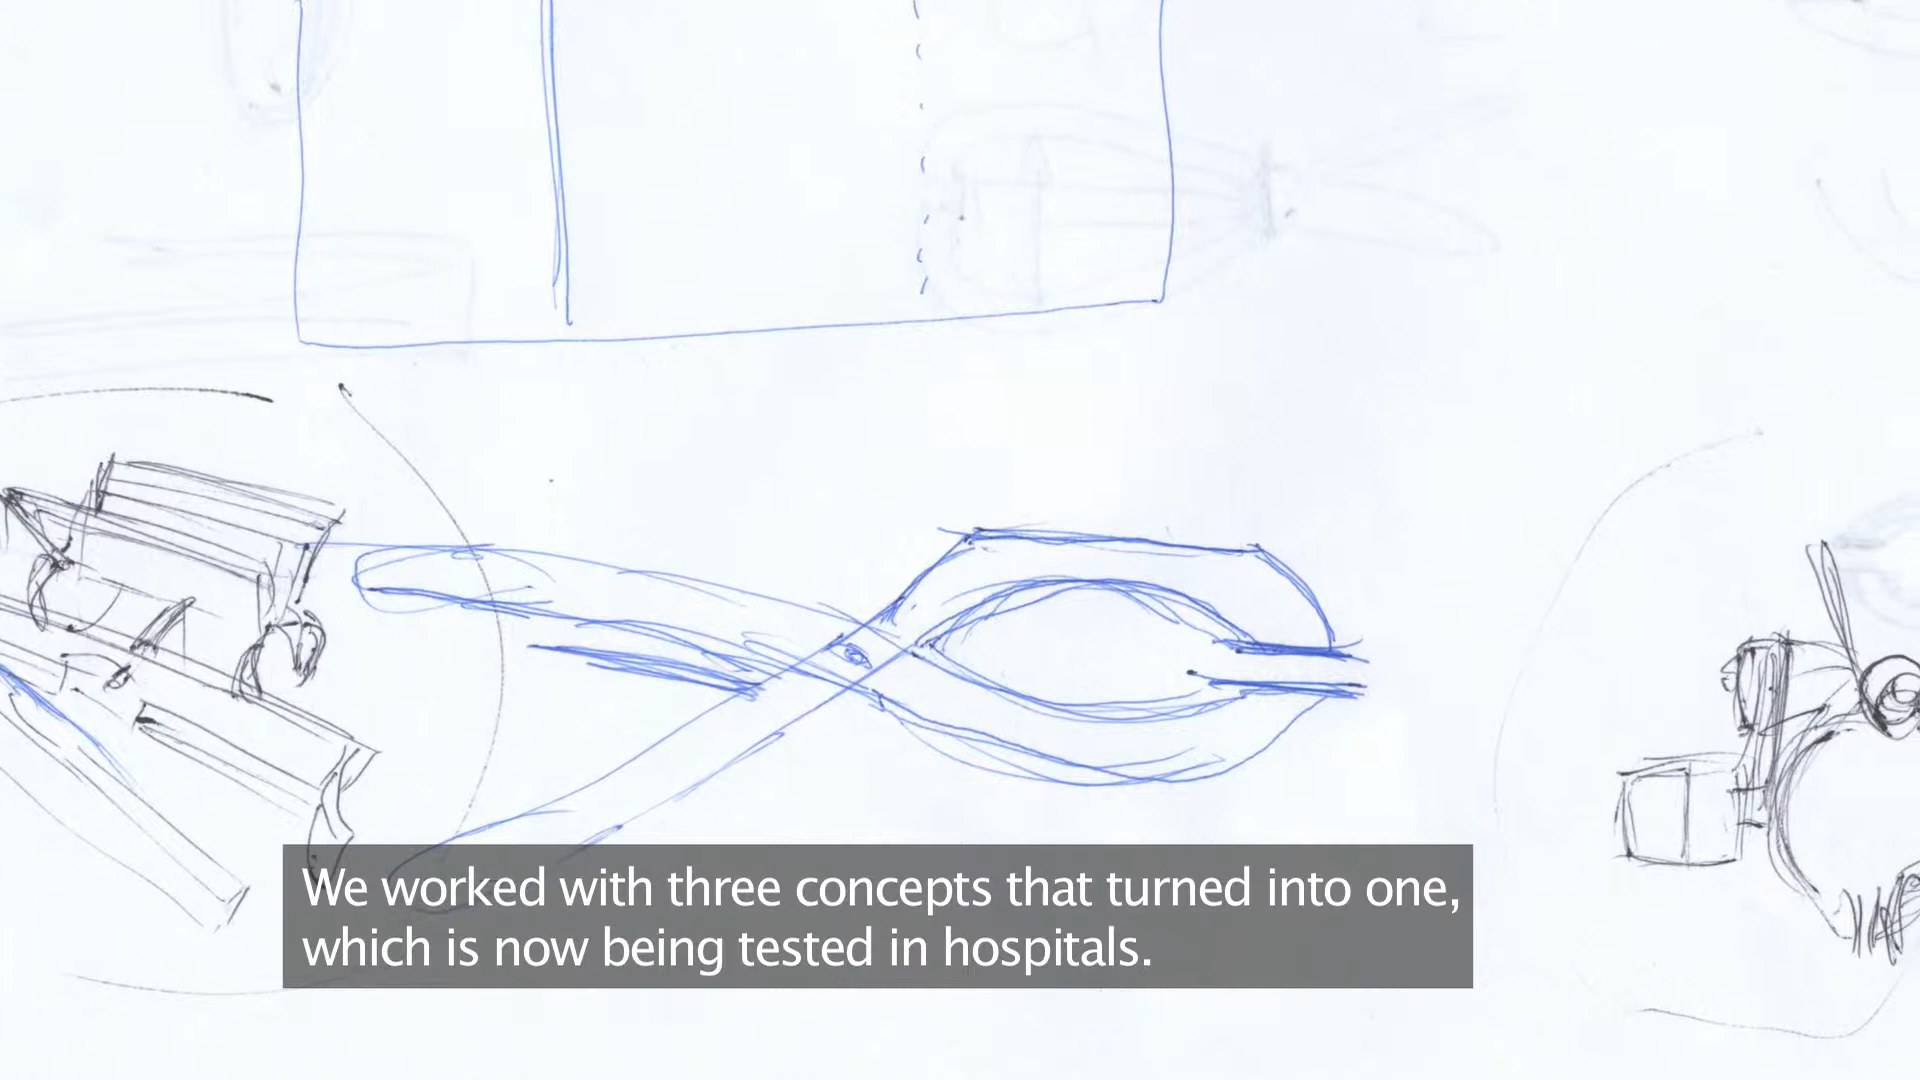 We worked with three concepts that turned into one,
which is now being tested in hospitals.